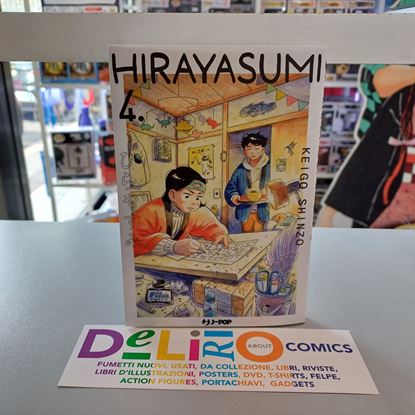 HIRAYASUMI
4.
KEIGO SHINZO
J-POP
DELIRIO
ABOUT
COMICS
FUMETTI NUOVI, USATI, DA COLLEZIONE, LIBRI, RIVISTE,
LIBRI D'ILLUSTRAZIONI, POSTERS, DVD, T-SHIRTS, FELPE,
ACTION FIGURES, PORTACHIAVI, GADGETS